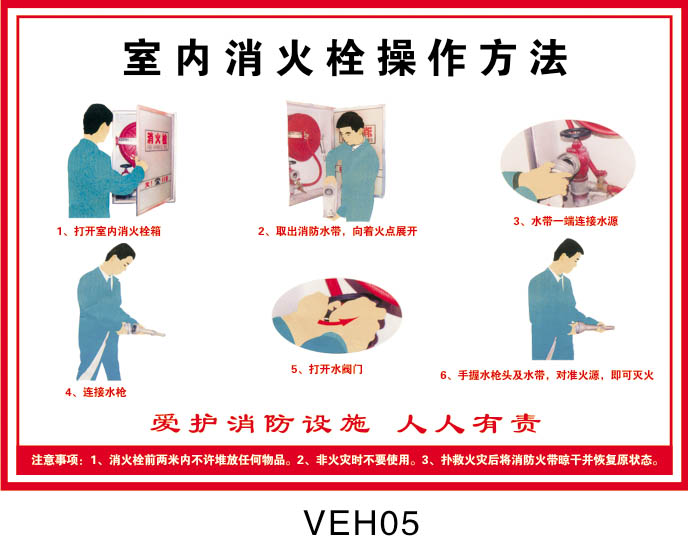 室内消火栓操作方法
消火栓
1、打开室内消火栓箱
2、取出消防水带，向着火点展开
3、水带一端连接水源
4、连接水枪
5、打开水阀门
6、手握水枪头及水带，对准火源，即可灭火
爱护消防设施 人人有责
注意事项：1、消火栓前两米内不许堆放任何物品。2、非火灾时不要使用。3、扑救火灾后将消防火带晾干并恢复原状态。
VEH05